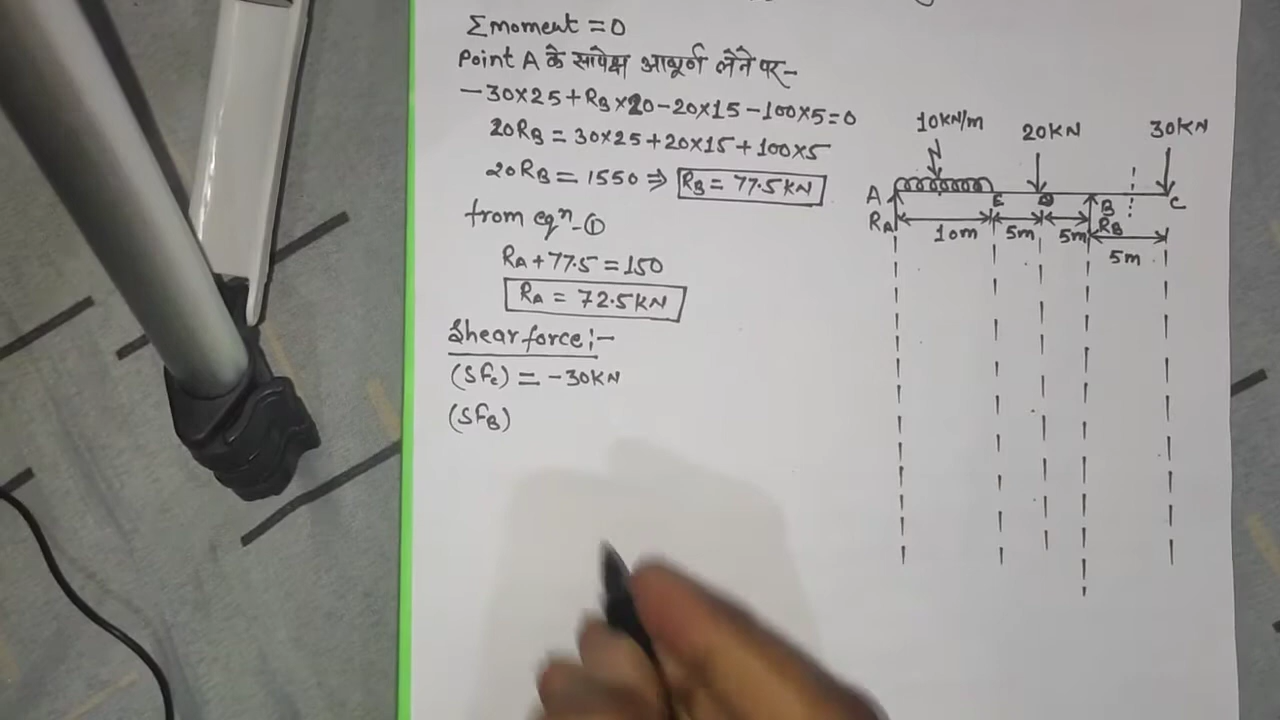 Σmoment = 0
Point A के सापेक्ष आघूर्ण लेने पर-
-30×25+RB×20-20×15-100×5=0
20RB = 30×25+20×15+100×5
20RB = 1550 ⇒ RB = 77.5KN
from eqn-①
RA+77.5 = 150
RA = 72.5KN
Shear force:-
(SFc) = -30KN
(SFB)
10KN/m 20KN 30KN
A E D B C
RA 10m 5m 5m RB
5m